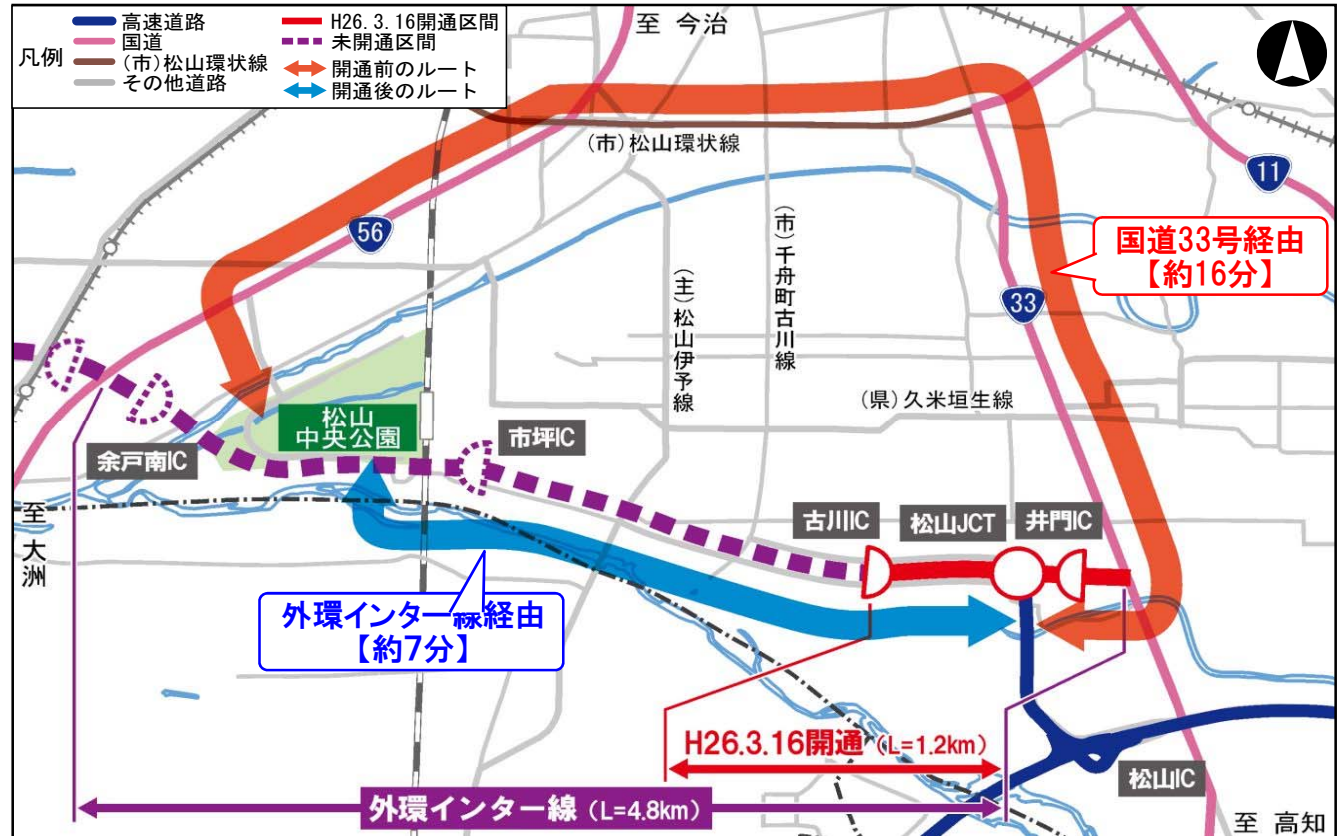 凡例
高速道路
国道
(市)松山環状線
その他道路
H26.3.16開通区間
未開通区間
開通前のルート
開通後のルート
至 今治
(市)松山環状線
11
56
(市)千舟町古川線
国道33号経由
【約16分】
(主)松山伊予線
33
(県)久米垣生線
松山
中央公園
市坪IC
余戸南IC
至大洲
古川IC
松山JCT
井門IC
外環インター線経由
【約7分】
H26.3.16開通 (L=1.2km)
松山IC
外環インター線 (L=4.8km)
至 高知